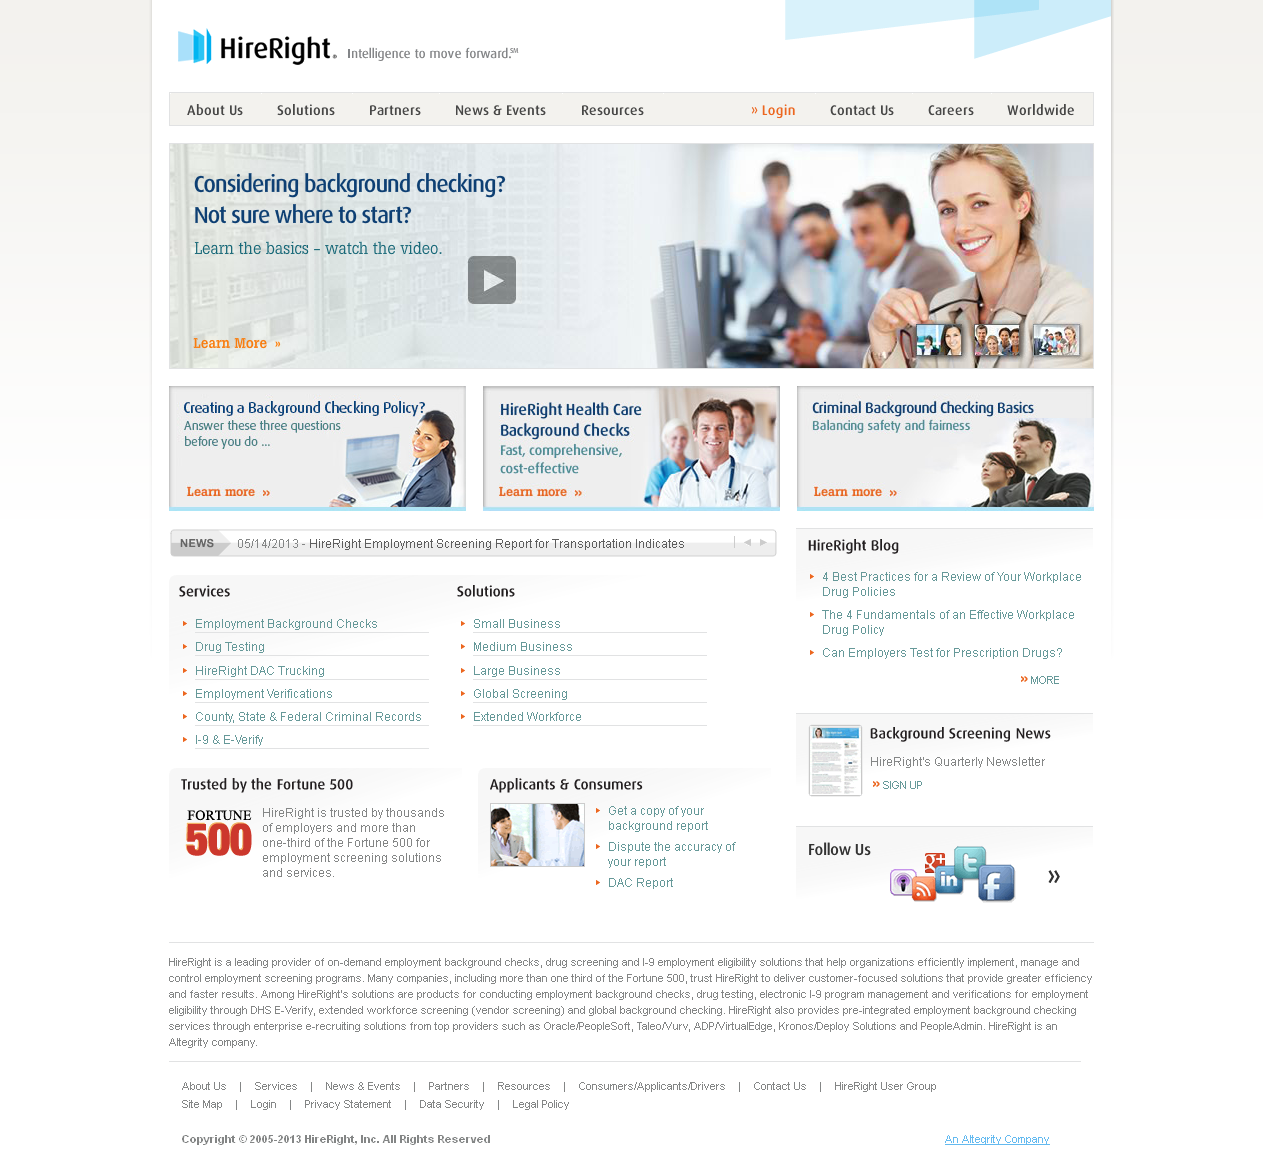 HireRight® Intelligence to move forward.℠
About Us Solutions Partners News & Events Resources » Login Contact Us Careers Worldwide
Considering background checking?
Not sure where to start?
Learn the basics – watch the video.
Learn More »
Creating a Background Checking Policy?
Answer these three questions
before you do ...
Learn more »
HireRight Health Care
Background Checks
Fast, comprehensive,
cost-effective
Learn more »
Criminal Background Checking Basics
Balancing safety and fairness
Learn more »
NEWS 05/14/2013 - HireRight Employment Screening Report for Transportation Indicates
Services
Employment Background Checks
Drug Testing
HireRight DAC Trucking
Employment Verifications
County, State & Federal Criminal Records
I-9 & E-Verify
Solutions
Small Business
Medium Business
Large Business
Global Screening
Extended Workforce
HireRight Blog
4 Best Practices for a Review of Your Workplace
Drug Policies
The 4 Fundamentals of an Effective Workplace
Drug Policy
Can Employers Test for Prescription Drugs?
» MORE
Background Screening News
HireRight's Quarterly Newsletter
» SIGN UP
Trusted by the Fortune 500
FORTUNE
500
HireRight is trusted by thousands
of employers and more than
one-third of the Fortune 500 for
employment screening solutions
and services.
Applicants & Consumers
Get a copy of your
background report
Dispute the accuracy of
your report
DAC Report
Follow Us »
HireRight is a leading provider of on-demand employment background checks, drug screening and I-9 employment eligibility solutions that help organizations efficiently implement, manage and
control employment screening programs. Many companies, including more than one third of the Fortune 500, trust HireRight to deliver customer-focused solutions that provide greater efficiency
and faster results. Among HireRight's solutions are products for conducting employment background checks, drug testing, electronic I-9 program management and verifications for employment
eligibility through DHS E-Verify, extended workforce screening (vendor screening) and global background checking. HireRight also provides pre-integrated employment background checking
services through enterprise e-recruiting solutions from top providers such as Oracle/PeopleSoft, Taleo/Vurv, ADP/VirtualEdge, Kronos/Deploy Solutions and PeopleAdmin. HireRight is an
Altegrity company.
About Us | Services | News & Events | Partners | Resources | Consumers/Applicants/Drivers | Contact Us | HireRight User Group
Site Map | Login | Privacy Statement | Data Security | Legal Policy
Copyright © 2005-2013 HireRight, Inc. All Rights Reserved An Altegrity Company